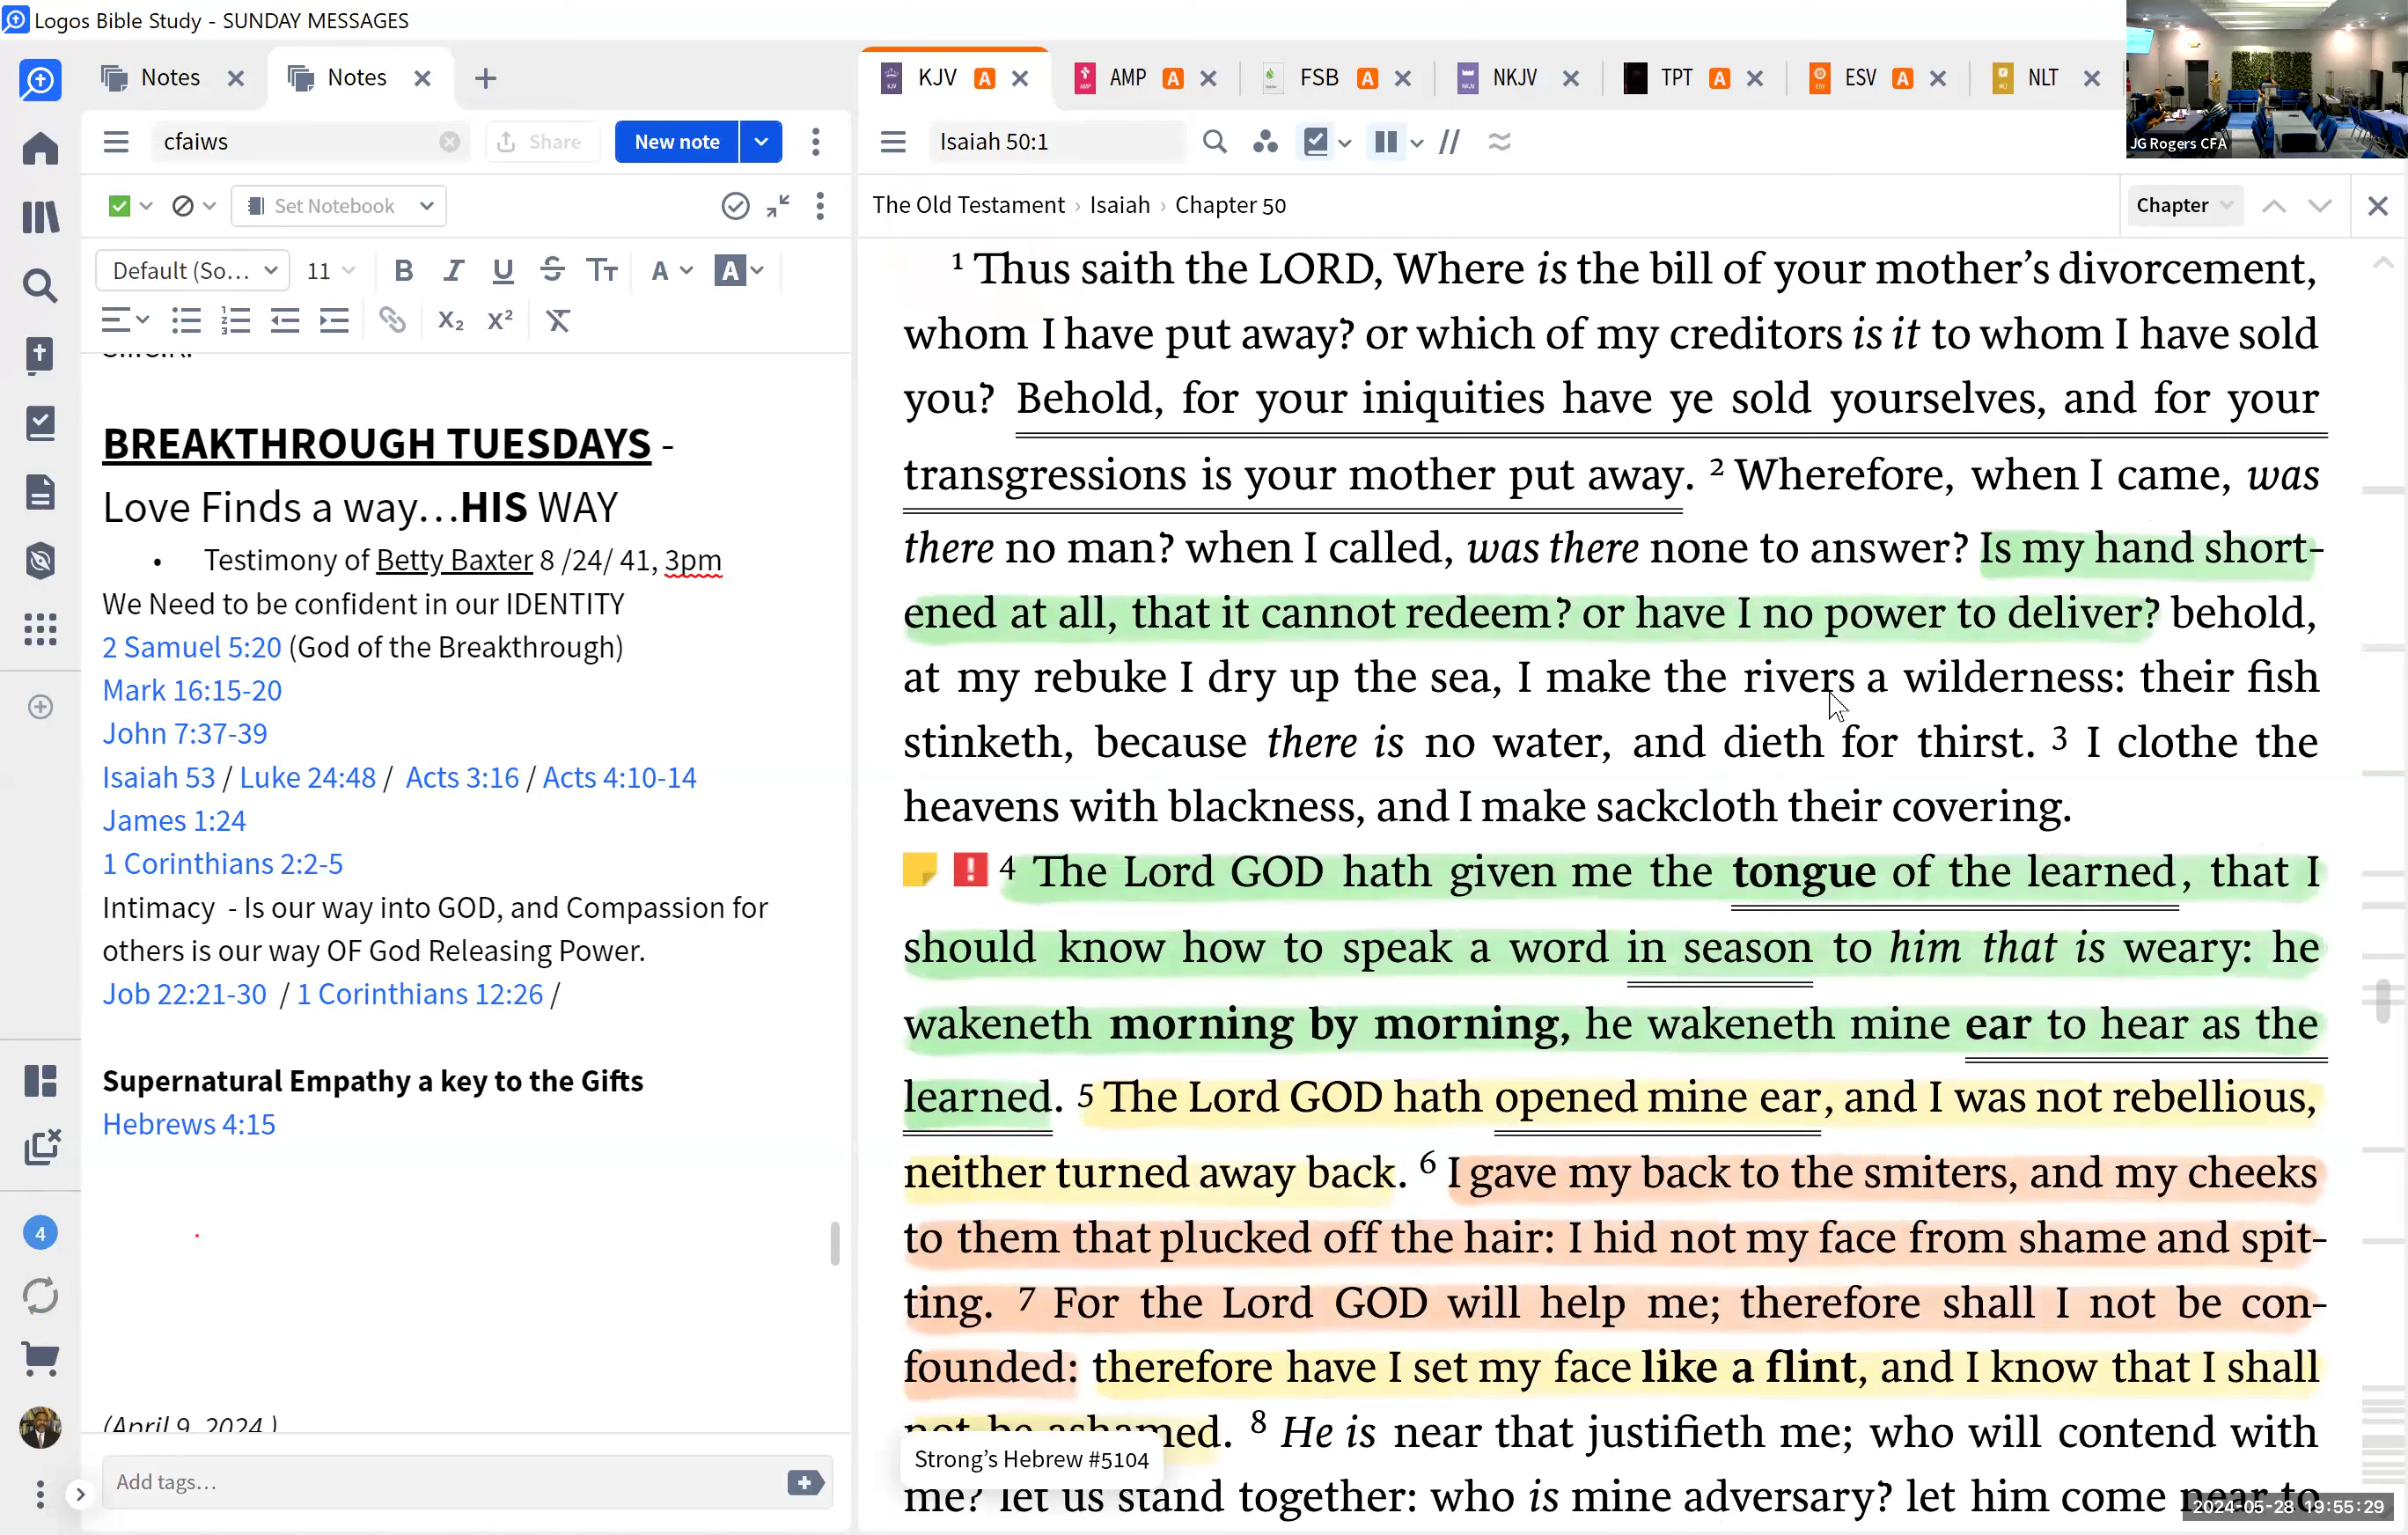 Logos Bible Study - SUNDAY MESSAGES
Notes
Notes
KJV A
AMP A
FSB A
NKJV
TPT A
ESV A
NLT
JG Rogers CFA
cfaiws
Share
New note
Isaiah 50:1
Set Notebook
The Old Testament › Isaiah › Chapter 50
Chapter
Default (So...
11
BREAKTHROUGH TUESDAYS -
Love Finds a way…HIS WAY
• Testimony of Betty Baxter 8 /24/ 41, 3pm
We Need to be confident in our IDENTITY
2 Samuel 5:20 (God of the Breakthrough)
Mark 16:15-20
John 7:37-39
Isaiah 53 / Luke 24:48 / Acts 3:16 / Acts 4:10-14
James 1:24
1 Corinthians 2:2-5
Intimacy - Is our way into GOD, and Compassion for
others is our way OF God Releasing Power.
Job 22:21-30 / 1 Corinthians 12:26 /
Supernatural Empathy a key to the Gifts
Hebrews 4:15
(April 9, 2024 )
Add tags…
4
1 Thus saith the LORD, Where is the bill of your mother’s divorcement,
whom I have put away? or which of my creditors is it to whom I have sold
you? Behold, for your iniquities have ye sold yourselves, and for your
transgressions is your mother put away. 2 Wherefore, when I came, was
there no man? when I called, was there none to answer? Is my hand short-
ened at all, that it cannot redeem? or have I no power to deliver? behold,
at my rebuke I dry up the sea, I make the rivers a wilderness: their fish
stinketh, because there is no water, and dieth for thirst. 3 I clothe the
heavens with blackness, and I make sackcloth their covering.
4 The Lord GOD hath given me the tongue of the learned, that I
should know how to speak a word in season to him that is weary: he
wakeneth morning by morning, he wakeneth mine ear to hear as the
learned. 5 The Lord GOD hath opened mine ear, and I was not rebellious,
neither turned away back. 6 I gave my back to the smiters, and my cheeks
to them that plucked off the hair: I hid not my face from shame and spit-
ting. 7 For the Lord GOD will help me; therefore shall I not be con-
founded: therefore have I set my face like a flint, and I know that I shall
not be ashamed. 8 He is near that justifieth me; who will contend with
me? let us stand together: who is mine adversary? let him come near to
Strong’s Hebrew #5104
2024-05-28 19:55:29